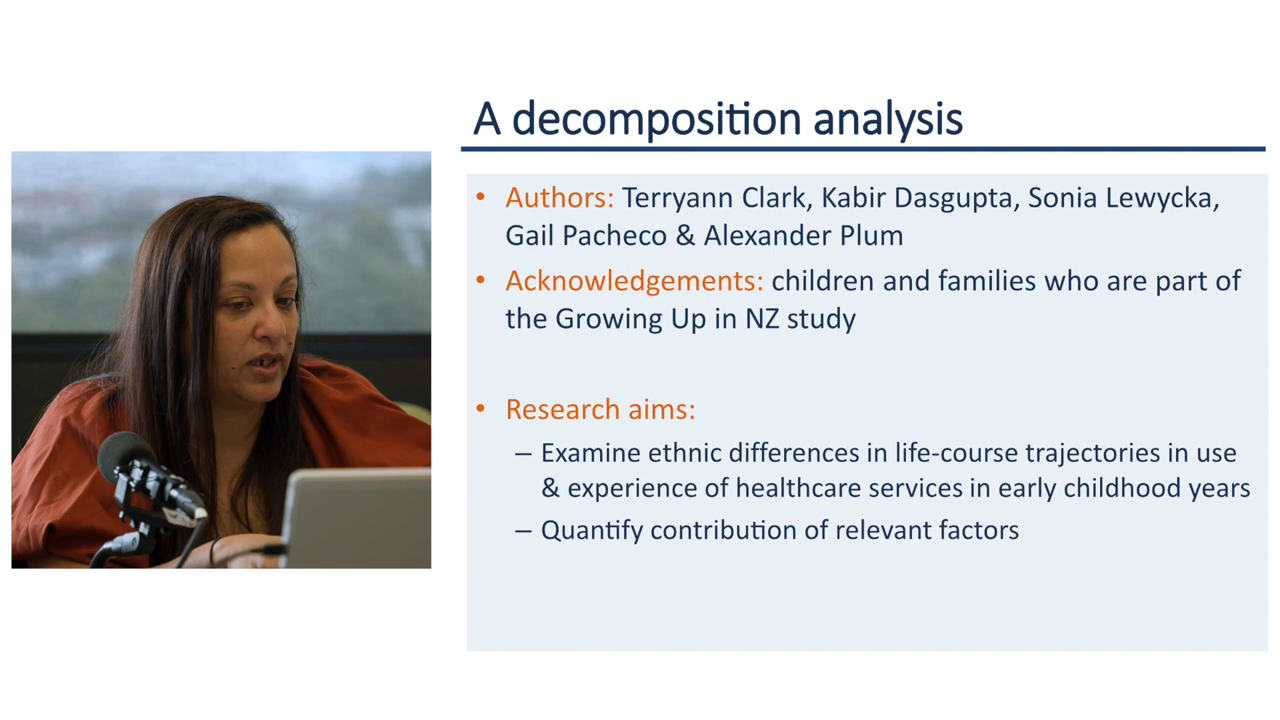 A decomposition analysis
• Authors: Terryann Clark, Kabir Dasgupta, Sonia Lewycka,
Gail Pacheco & Alexander Plum
• Acknowledgements: children and families who are part of
the Growing Up in NZ study
• Research aims:
– Examine ethnic differences in life-course trajectories in use
& experience of healthcare services in early childhood years
– Quantify contribution of relevant factors